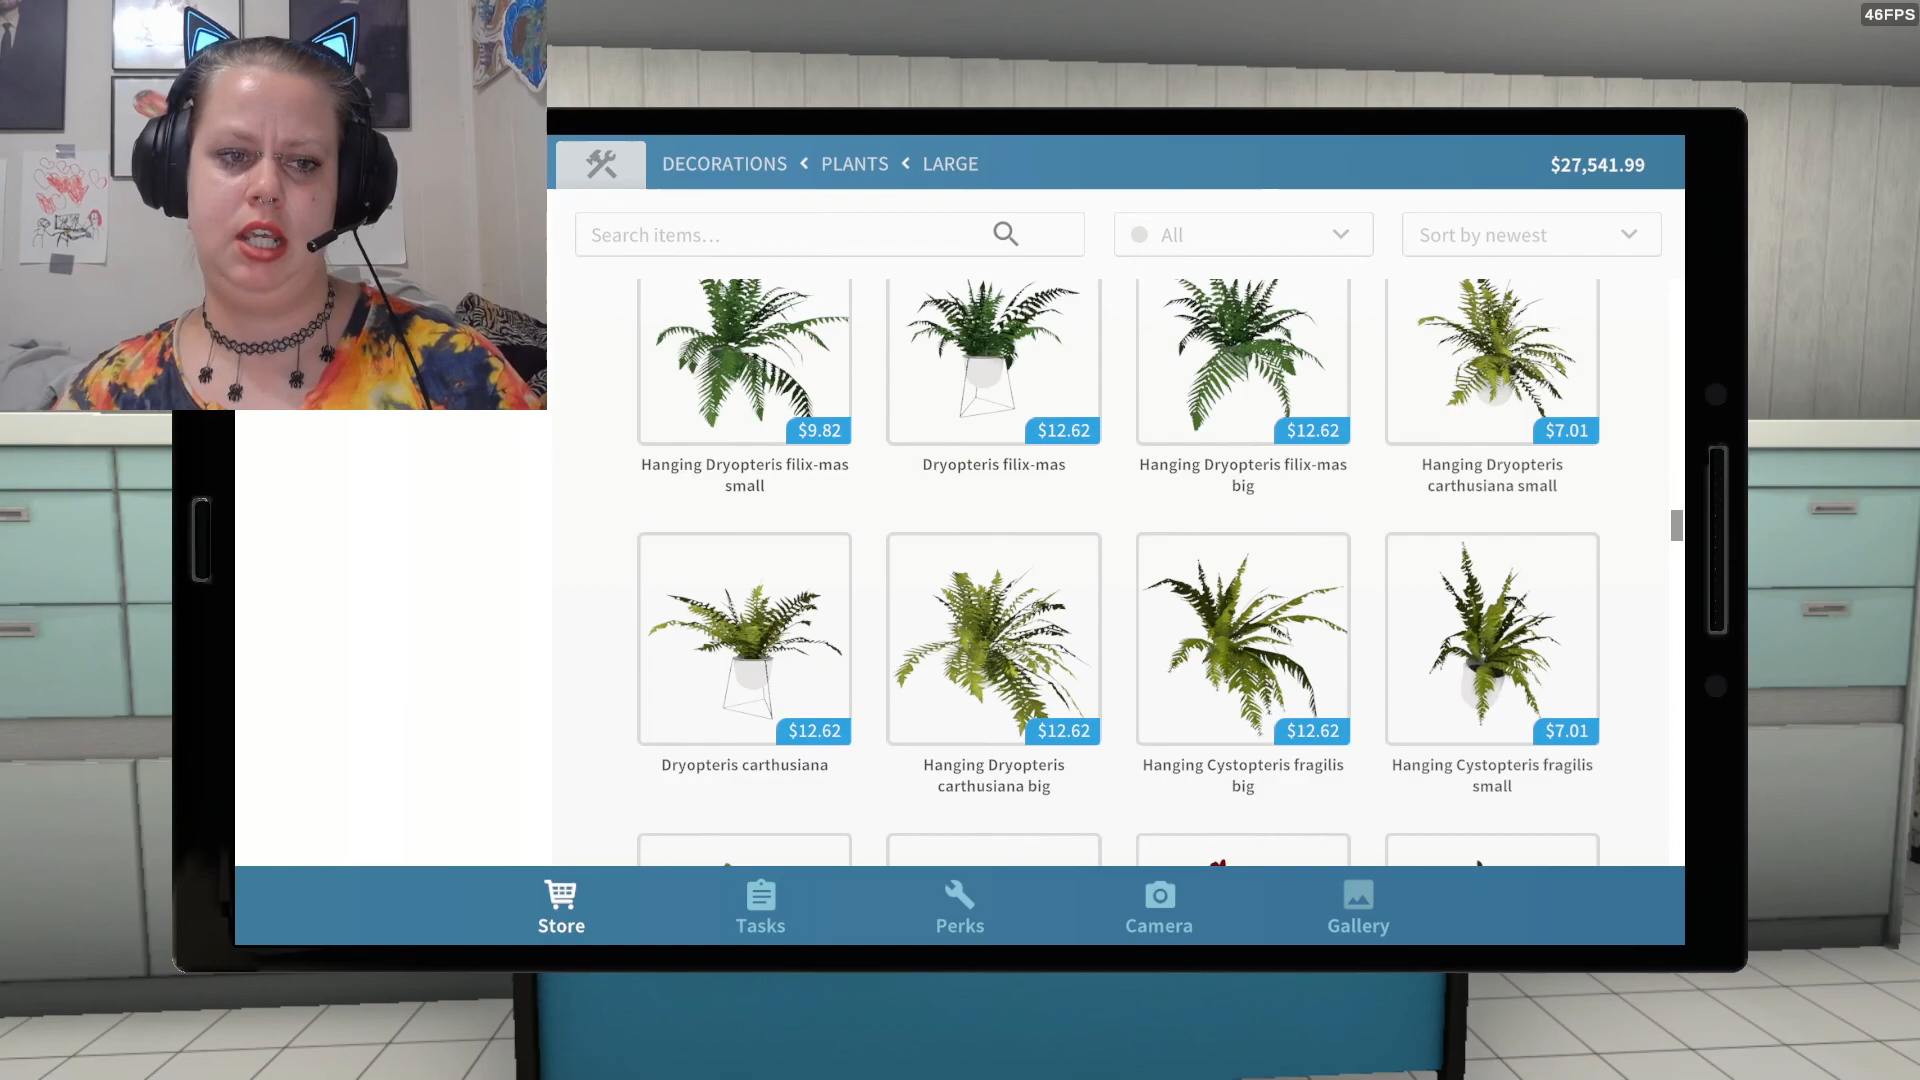 46FPS
DECORATIONS < PLANTS < LARGE
$27,541.99
Search items...
All
Sort by newest
$9.82
$12.62
$12.62
$7.01
Hanging Dryopteris filix-mas
small
Dryopteris filix-mas
Hanging Dryopteris filix-mas
big
Hanging Dryopteris
carthusiana small
$12.62
$12.62
$12.62
$7.01
Dryopteris carthusiana
Hanging Dryopteris
carthusiana big
Hanging Cystopteris fragilis
big
Hanging Cystopteris fragilis
small
Store
Tasks
Perks
Camera
Gallery